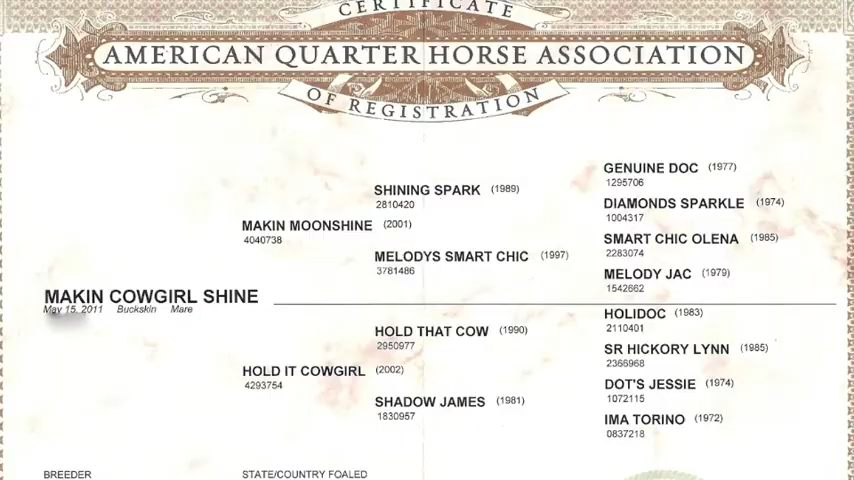 CERTIFICATE
AMERICAN QUARTER HORSE ASSOCIATION
OF REGISTRATION
GENUINE DOC (1977)
1295706
SHINING SPARK (1989)
2810420
DIAMONDS SPARKLE (1974)
1004317
MAKIN MOONSHINE (2001)
4040738
SMART CHIC OLENA (1985)
2283074
MELODYS SMART CHIC (1997)
3781486
MELODY JAC (1979)
1542662
MAKIN COWGIRL SHINE
May 15, 2011 Buckskin Mare
HOLIDOC (1983)
2110401
HOLD THAT COW (1990)
2950977
SR HICKORY LYNN (1985)
2366968
HOLD IT COWGIRL (2002)
4293754
DOT'S JESSIE (1974)
1072115
SHADOW JAMES (1981)
1830957
IMA TORINO (1972)
0837218
BREEDER STATE/COUNTRY FOALED